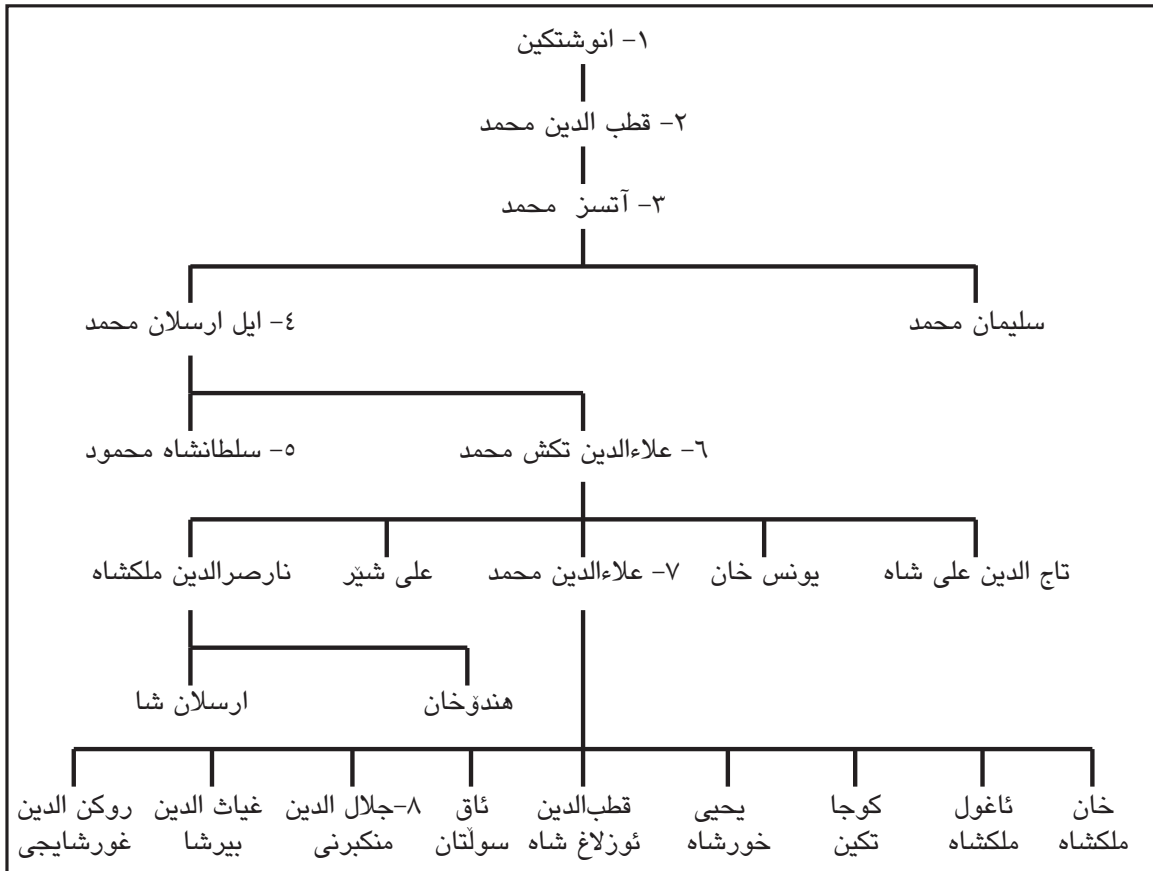 ١- انوشتكين
٢- قطب الدين محمد
٣- آتسز محمد
سليمان محمد
٤- ايل ارسلان محمد
٦- علاءالدين تكش محمد
٥- سلطانشاه محمود
تاج الدين على شاه
يونس خان
٧- علاءالدين محمد
على شێر
نارصرالدين ملكشاه
هندۆخان
ارسلان شا
خان
ملكشاه
ئاغول
ملكشاه
كوجا
تكين
يحيى
خورشاه
قطب‌الدين
ئوزلاغ شاه
ئاق
سوڵتان
٨-جلال الدين
منكبرنى
غياث الدين
بيرشا
روكن الدين
غورشايجى